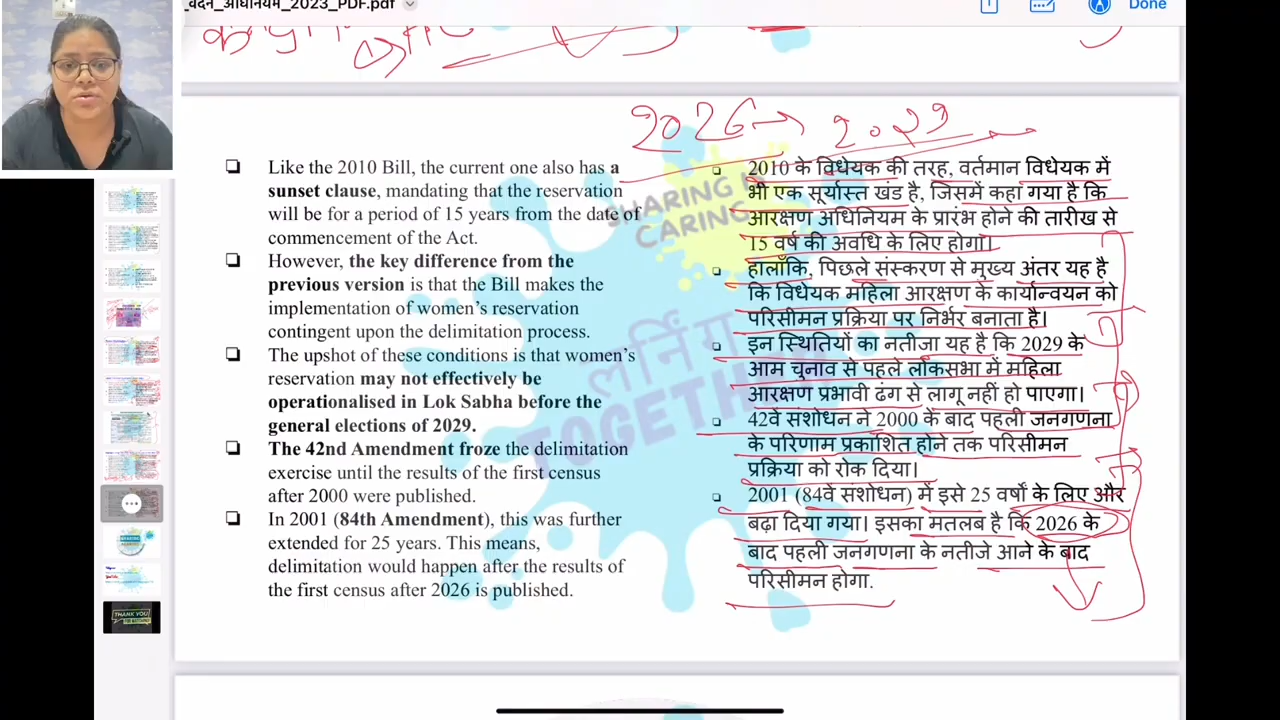 _वंदन_अधिनियम_2023_PDF.pdf
Done
2026 → 2029
Like the 2010 Bill, the current one also has a
sunset clause, mandating that the reservation
will be for a period of 15 years from the date of
commencement of the Act.
However, the key difference from the
previous version is that the Bill makes the
implementation of women's reservation
contingent upon the delimitation process.
The upshot of these conditions is that women's
reservation may not effectively be
operationalised in Lok Sabha before the
general elections of 2029.
The 42nd Amendment froze the delimitation
exercise until the results of the first census
after 2000 were published.
In 2001 (84th Amendment), this was further
extended for 25 years. This means,
delimitation would happen after the results of
the first census after 2026 is published.
2010 के विधेयक की तरह, वर्तमान विधेयक में
भी एक सूर्यास्त खंड है, जिसमें कहा गया है कि
आरक्षण अधिनियम के प्रारंभ होने की तारीख से
15 वर्ष की अवधि के लिए होगा।
हालाँकि, पिछले संस्करण से मुख्य अंतर यह है
कि विधेयक महिला आरक्षण के कार्यान्वयन को
परिसीमन प्रक्रिया पर निर्भर बनाता है।
इन स्थितियों का नतीजा यह है कि 2029 के
आम चुनाव से पहले लोकसभा में महिला
आरक्षण प्रभावी ढंग से लागू नहीं हो पाएगा।
42वें संशोधन ने 2000 के बाद पहली जनगणना
के परिणाम प्रकाशित होने तक परिसीमन
प्रक्रिया को रोक दिया।
2001 (84वें संशोधन) में इसे 25 वर्षों के लिए और
बढ़ा दिया गया। इसका मतलब है कि 2026 के
बाद पहली जनगणना के नतीजे आने के बाद
परिसीमन होगा.
SHARING IS
CARING
लर्निंग
TOGETHER
THANK YOU